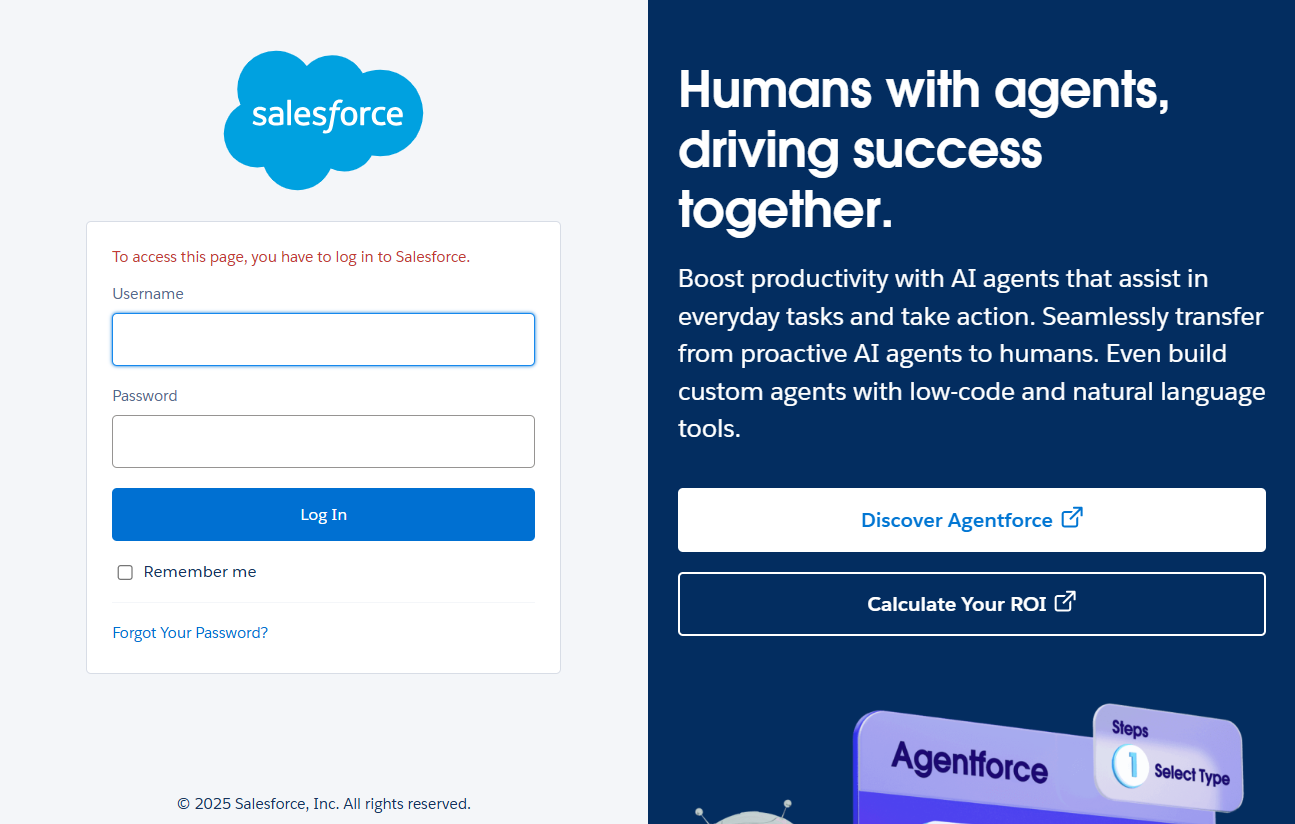 salesforce
To access this page, you have to log in to Salesforce.
Username
Password
Log In
Remember me
Forgot Your Password?
© 2025 Salesforce, Inc. All rights reserved.
Humans with agents,
driving success
together.
Boost productivity with AI agents that assist in
everyday tasks and take action. Seamlessly transfer
from proactive AI agents to humans. Even build
custom agents with low-code and natural language
tools.
Discover Agentforce
Calculate Your ROI
Agentforce
Steps
1 Select Type